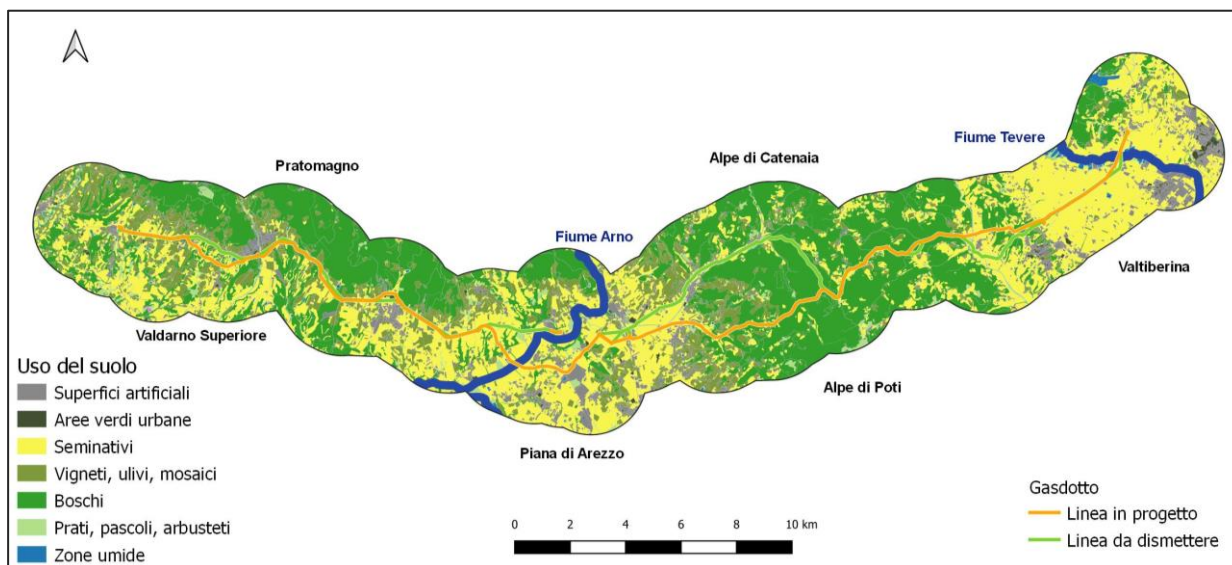 Fiume Tevere
Pratomagno
Alpe di Catenaia
Fiume Arno
Valtiberina
Valdarno Superiore
Alpe di Poti
Piana di Arezzo
Uso del suolo
Superfici artificiali
Aree verdi urbane
Seminativi
Vigneti, ulivi, mosaici
Boschi
Prati, pascoli, arbusteti
Zone umide
0 2 4 6 8 10 km
Gasdotto
Linea in progetto
Linea da dismettere